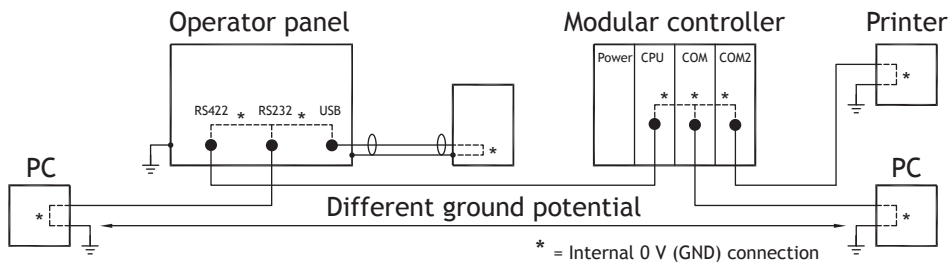 Operator panel
Modular controller
Printer
Power CPU COM COM2
*
* *
RS422 * RS232 * USB
*
*
PC
PC
*
*
Different ground potential
* = Internal 0 V (GND) connection